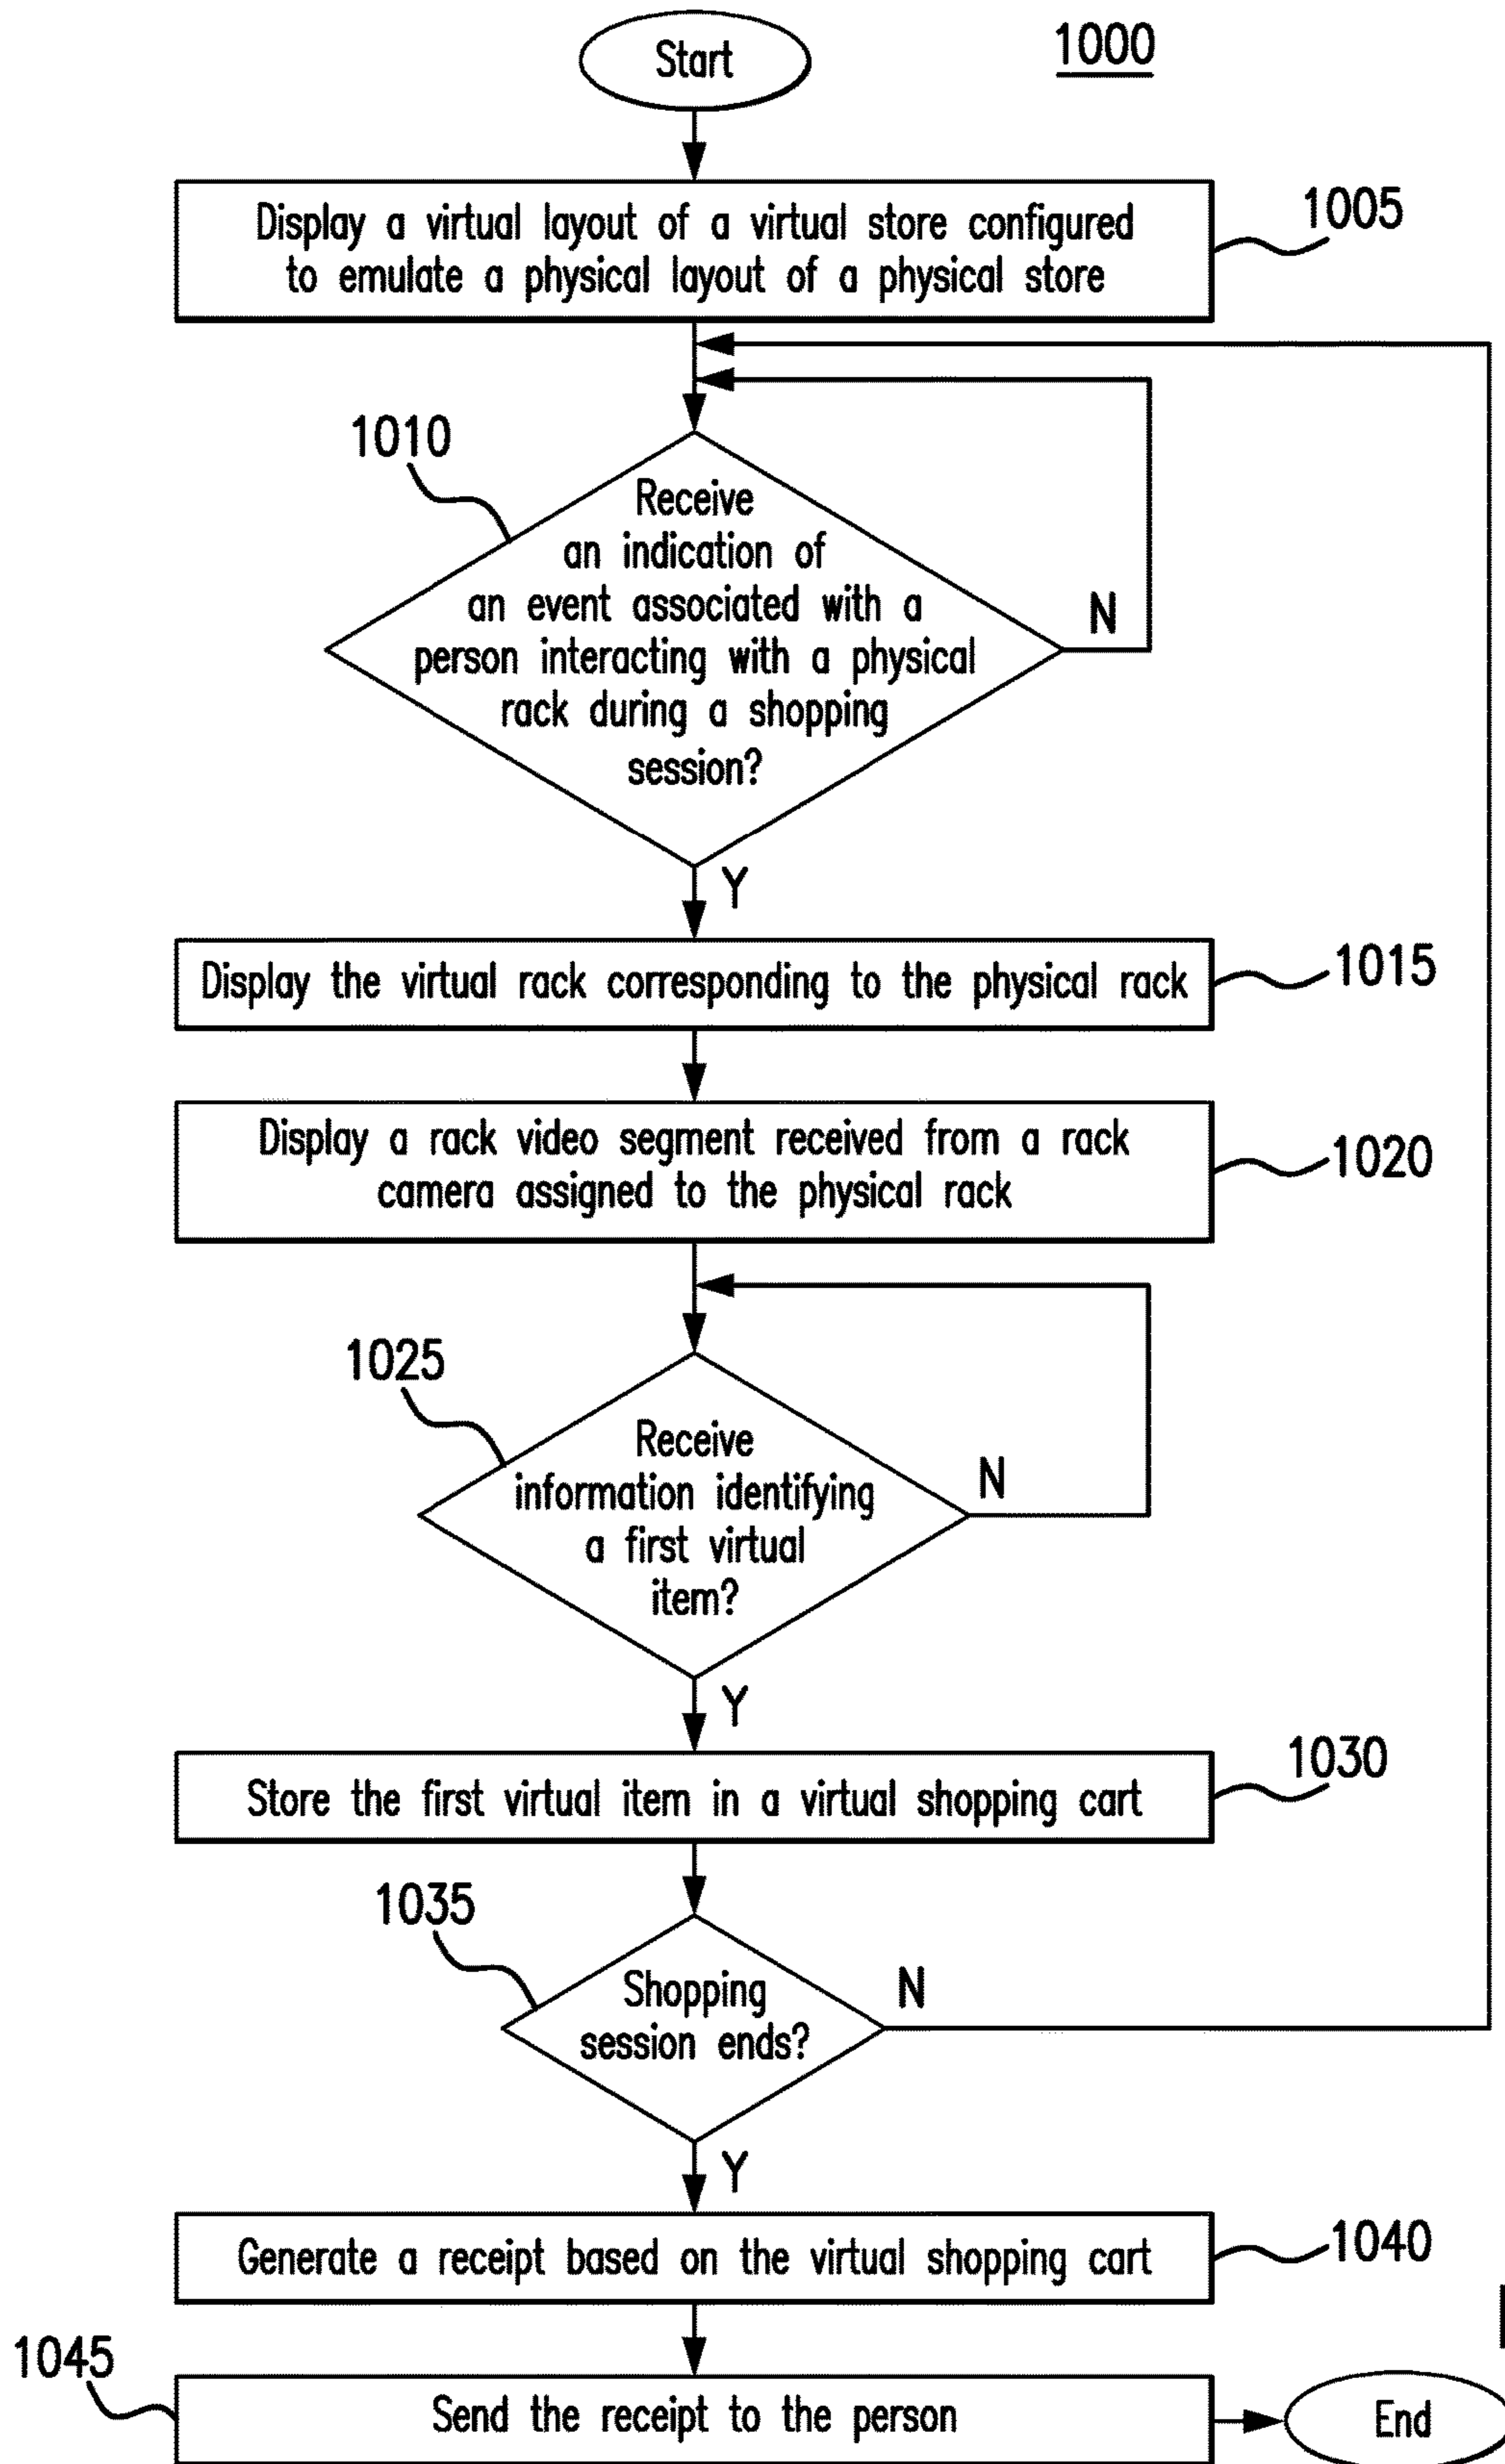 Start
1000
Display a virtual layout of a virtual store configured
to emulate a physical layout of a physical store
1005
1010
Receive
an indication of
an event associated with a
person interacting with a physical
rack during a shopping
session?
N
Y
Display the virtual rack corresponding to the physical rack
1015
Display a rack video segment received from a rack
camera assigned to the physical rack
1020
1025
Receive
information identifying
a first virtual
item?
N
Y
Store the first virtual item in a virtual shopping cart
1030
1035
Shopping
session ends?
N
Y
Generate a receipt based on the virtual shopping cart
1040
1045
Send the receipt to the person
End